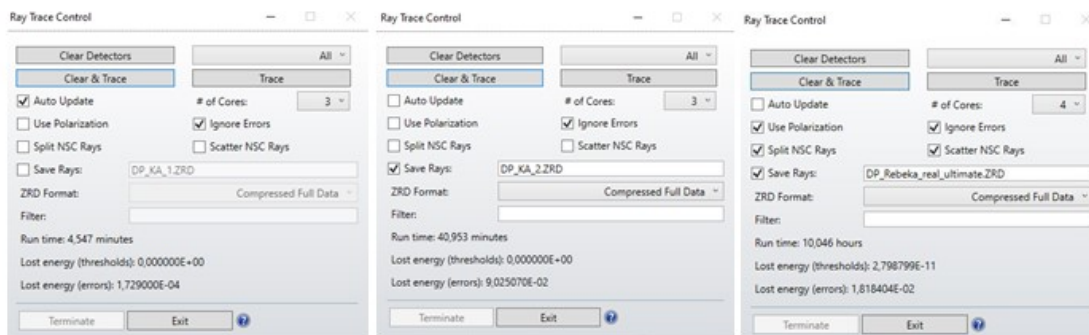 Ray Trace Control
Clear Detectors
All
Clear & Trace
Trace
Auto Update
# of Cores:
3
Use Polarization
Ignore Errors
Split NSC Rays
Scatter NSC Rays
Save Rays:
DP_KA_1.ZRD
ZRD Format:
Compressed Full Data
Filter:
Run time: 4,547 minutes
Lost energy (thresholds): 0,000000E+00
Lost energy (errors): 1,729000E-04
Terminate
Exit
Ray Trace Control
Clear Detectors
All
Clear & Trace
Trace
Auto Update
# of Cores:
3
Use Polarization
Ignore Errors
Split NSC Rays
Scatter NSC Rays
Save Rays:
DP_KA_2.ZRD
ZRD Format:
Compressed Full Data
Filter:
Run time: 40,953 minutes
Lost energy (thresholds): 0,000000E+00
Lost energy (errors): 9,025070E-02
Terminate
Exit
Ray Trace Control
Clear Detectors
All
Clear & Trace
Trace
Auto Update
# of Cores:
4
Use Polarization
Ignore Errors
Split NSC Rays
Scatter NSC Rays
Save Rays:
DP_Rebeka_real_ultimate.ZRD
ZRD Format:
Compressed Full Data
Filter:
Run time: 10,046 hours
Lost energy (thresholds): 2,798799E-11
Lost energy (errors): 1,818404E-02
Terminate
Exit